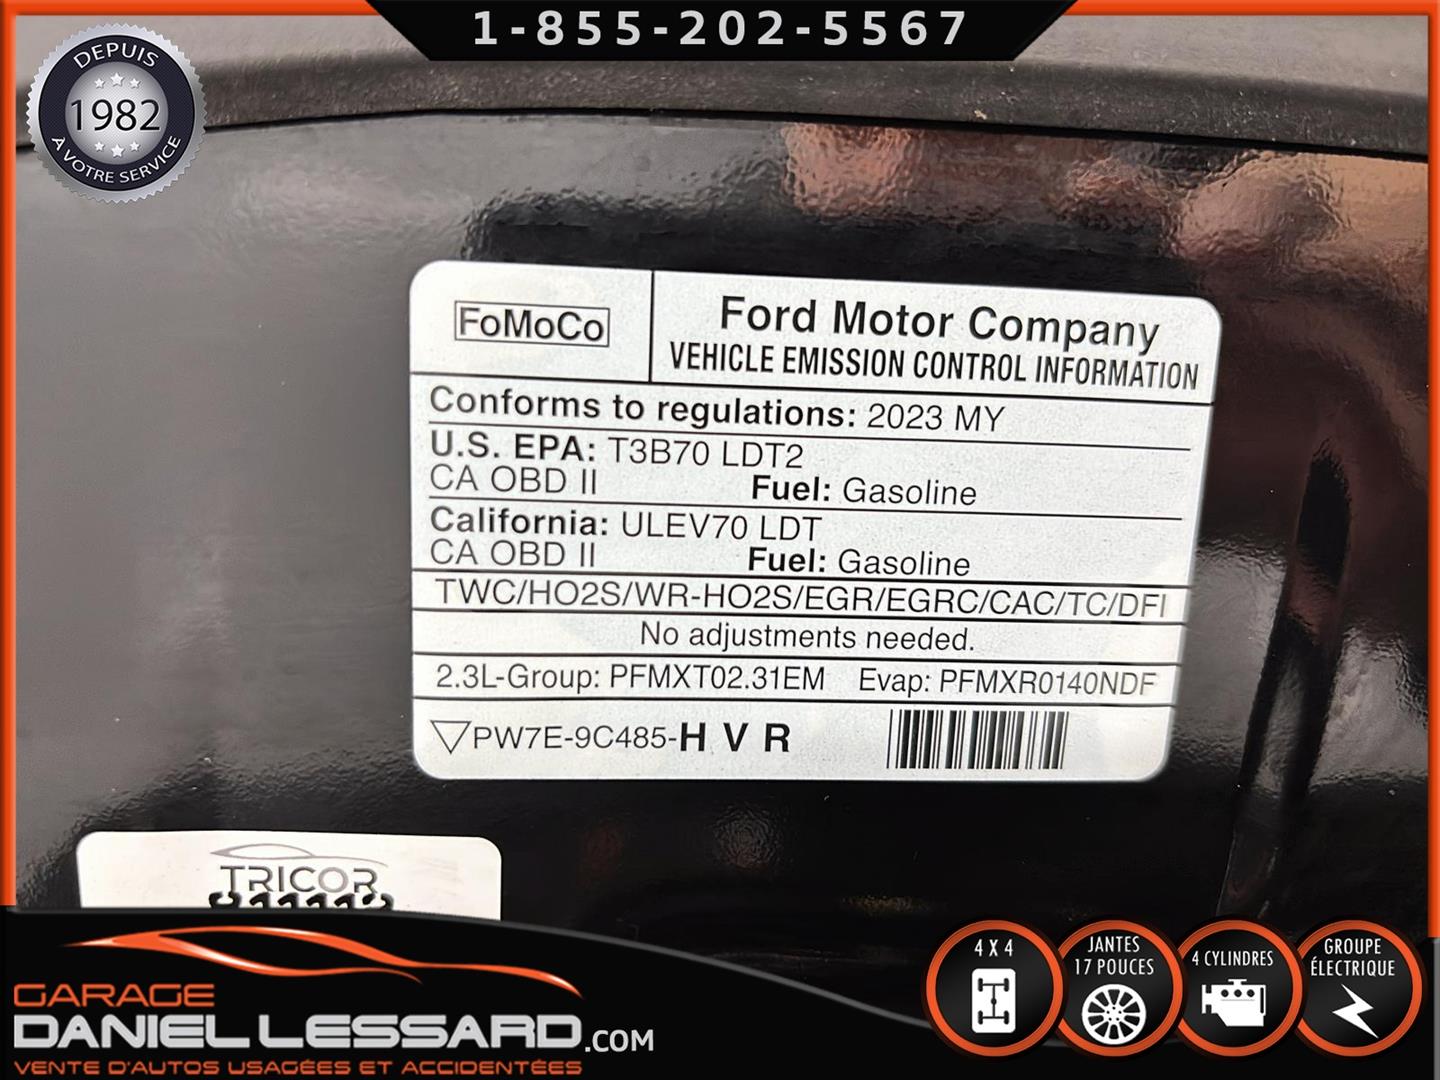 1-855-202-5567
DEPUIS
1982
À VOTRE SERVICE
FoMoCo
Ford Motor Company
VEHICLE EMISSION CONTROL INFORMATION
Conforms to regulations: 2023 MY
U.S. EPA: T3B70 LDT2
CA OBD II Fuel: Gasoline
California: ULEV70 LDT
CA OBD II Fuel: Gasoline
TWC/HO2S/WR-HO2S/EGR/EGRC/CAC/TC/DFI
No adjustments needed.
2.3L-Group: PFMXT02.31EM Evap: PFMXR0140NDF
PW7E-9C485-H V R
TRICOR
4 X 4
JANTES
17 POUCES
4 CYLINDRES
GROUPE
ÉLECTRIQUE
GARAGE
DANIEL LESSARD.COM
VENTE D'AUTOS USAGÉES ET ACCIDENTÉES